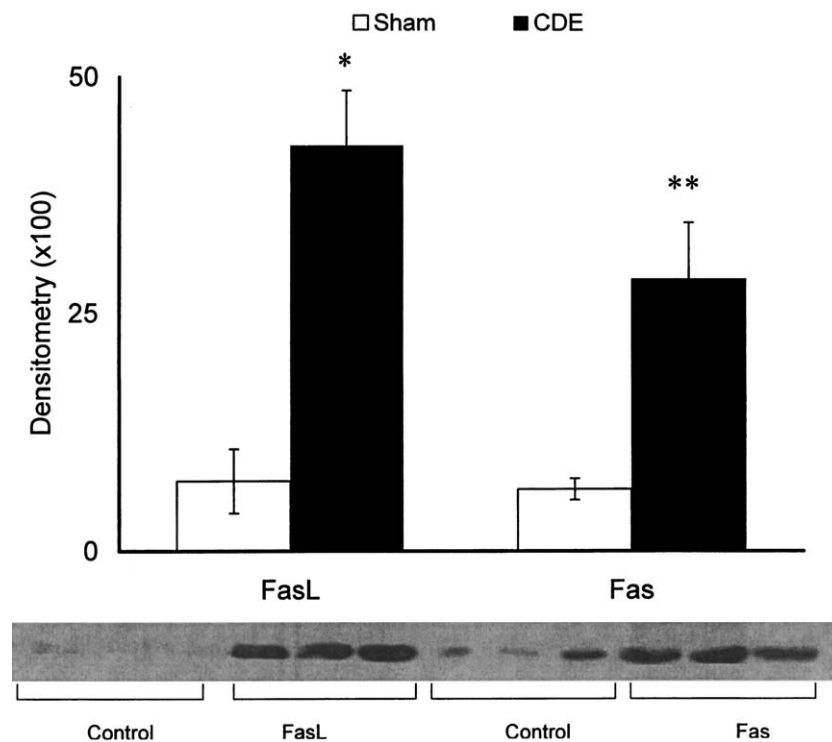 Sham CDE
*
50
**
Densitometry (x100)
25
0
FasL Fas
Control FasL Control Fas